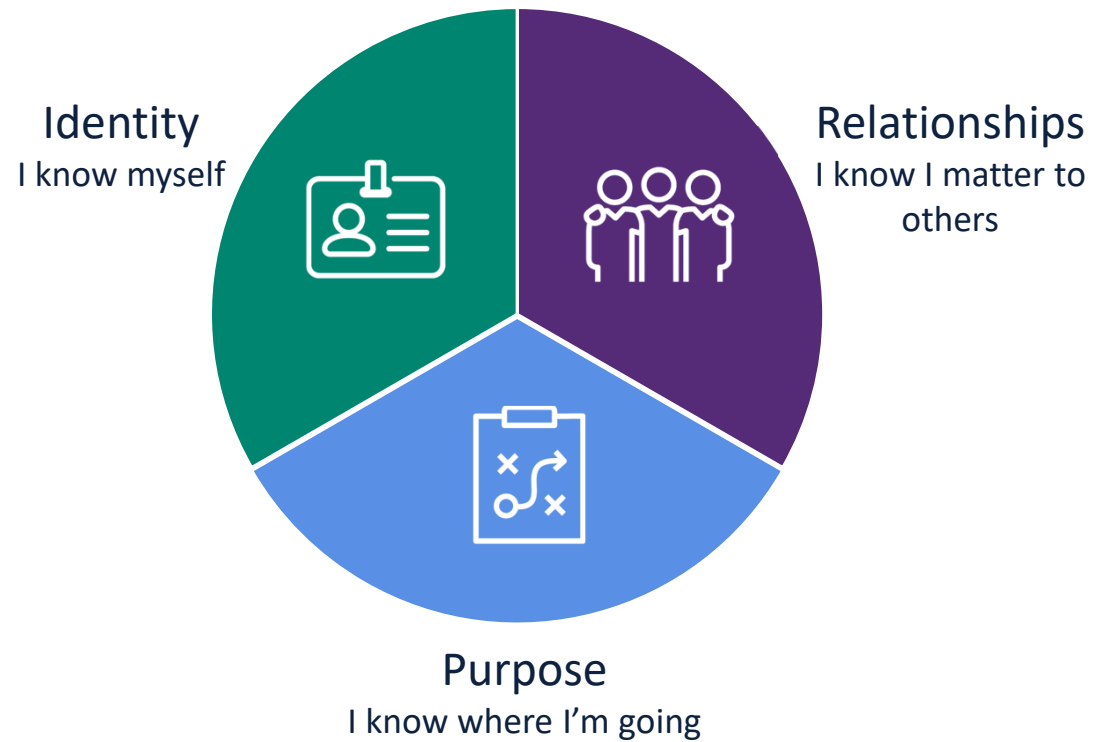 Identity
I know myself
Relationships
I know I matter to
others
Purpose
I know where I’m going